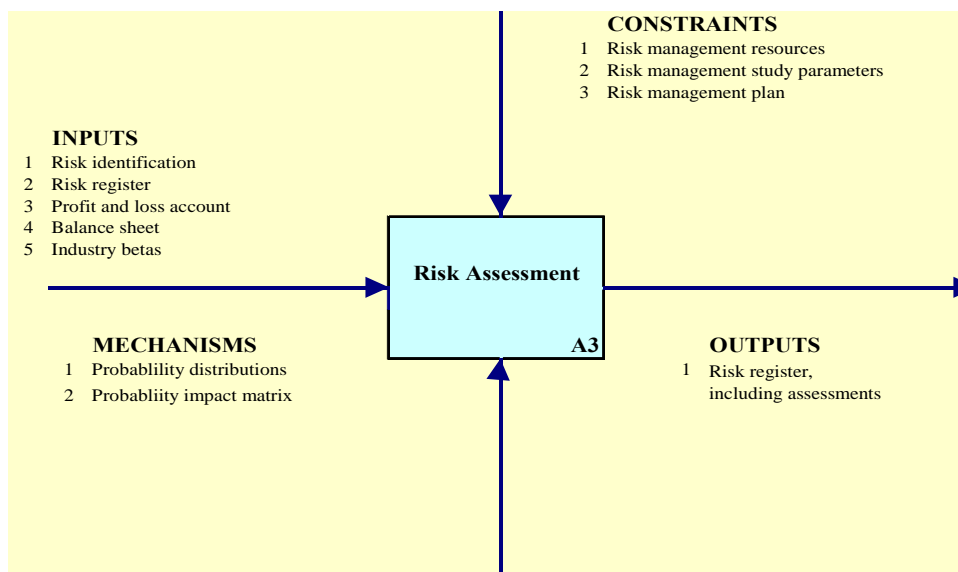 CONSTRAINTS
1 Risk management resources
2 Risk management study parameters
3 Risk management plan
INPUTS
1 Risk identification
2 Risk register
3 Profit and loss account
4 Balance sheet
5 Industry betas
Risk Assessment
A3
MECHANISMS
1 Probablility distributions
2 Probabliity impact matrix
OUTPUTS
1 Risk register,
including assessments